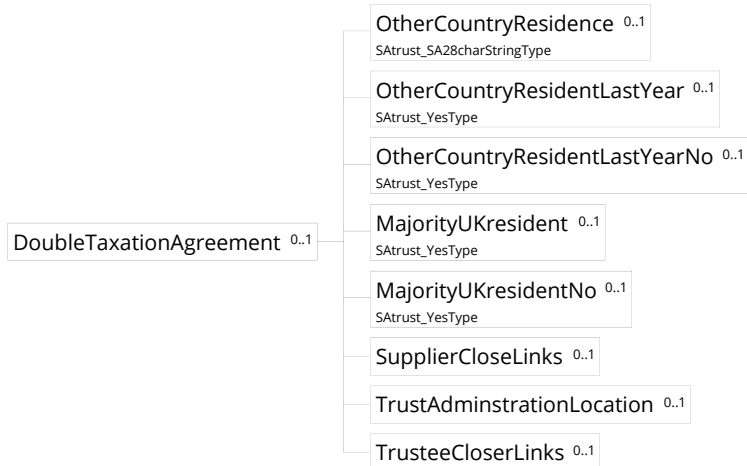 OtherCountryResidence 0..1
SAtrust_SA28charStringType
OtherCountryResidentLastYear 0..1
SAtrust_YesType
OtherCountryResidentLastYearNo 0..1
SAtrust_YesType
MajorityUKresident 0..1
SAtrust_YesType
DoubleTaxationAgreement 0..1
MajorityUKresidentNo 0..1
SAtrust_YesType
SupplierCloseLinks 0..1
TrustAdminstrationLocation 0..1
TrusteeCloserLinks 0..1